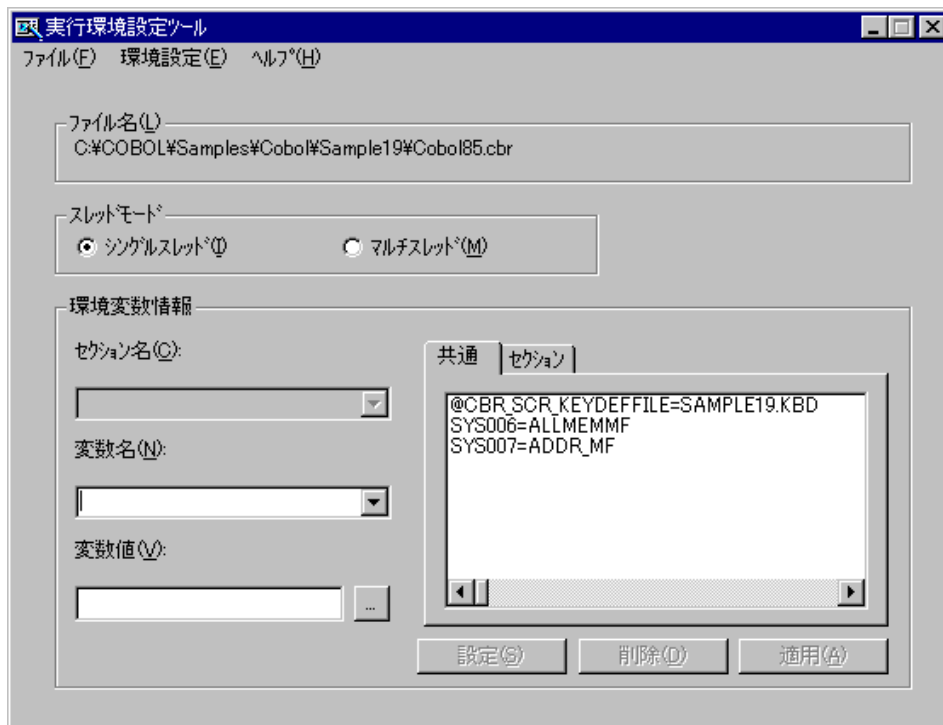 実行環境設定ツール
ﾌｧｲﾙ(F) 環境設定(E) ﾍﾙﾌﾟ(H)
ﾌｧｲﾙ名(L)
C:¥COBOL¥Samples¥Cobol¥Sample19¥Cobol85.cbr
ｽﾚｯﾄﾞﾓｰﾄﾞ
ｼﾝｸﾞﾙｽﾚｯﾄﾞ(I) ﾏﾙﾁｽﾚｯﾄﾞ(M)
環境変数情報
ｾｸｼｮﾝ名(C):
共通 ｾｸｼｮﾝ
@CBR_SCR_KEYDEFFILE=SAMPLE19.KBD
SYS006=ALLMEMMF
SYS007=ADDR_MF
変数名(N):
変数値(V):
...
設定(S) 削除(D) 適用(A)